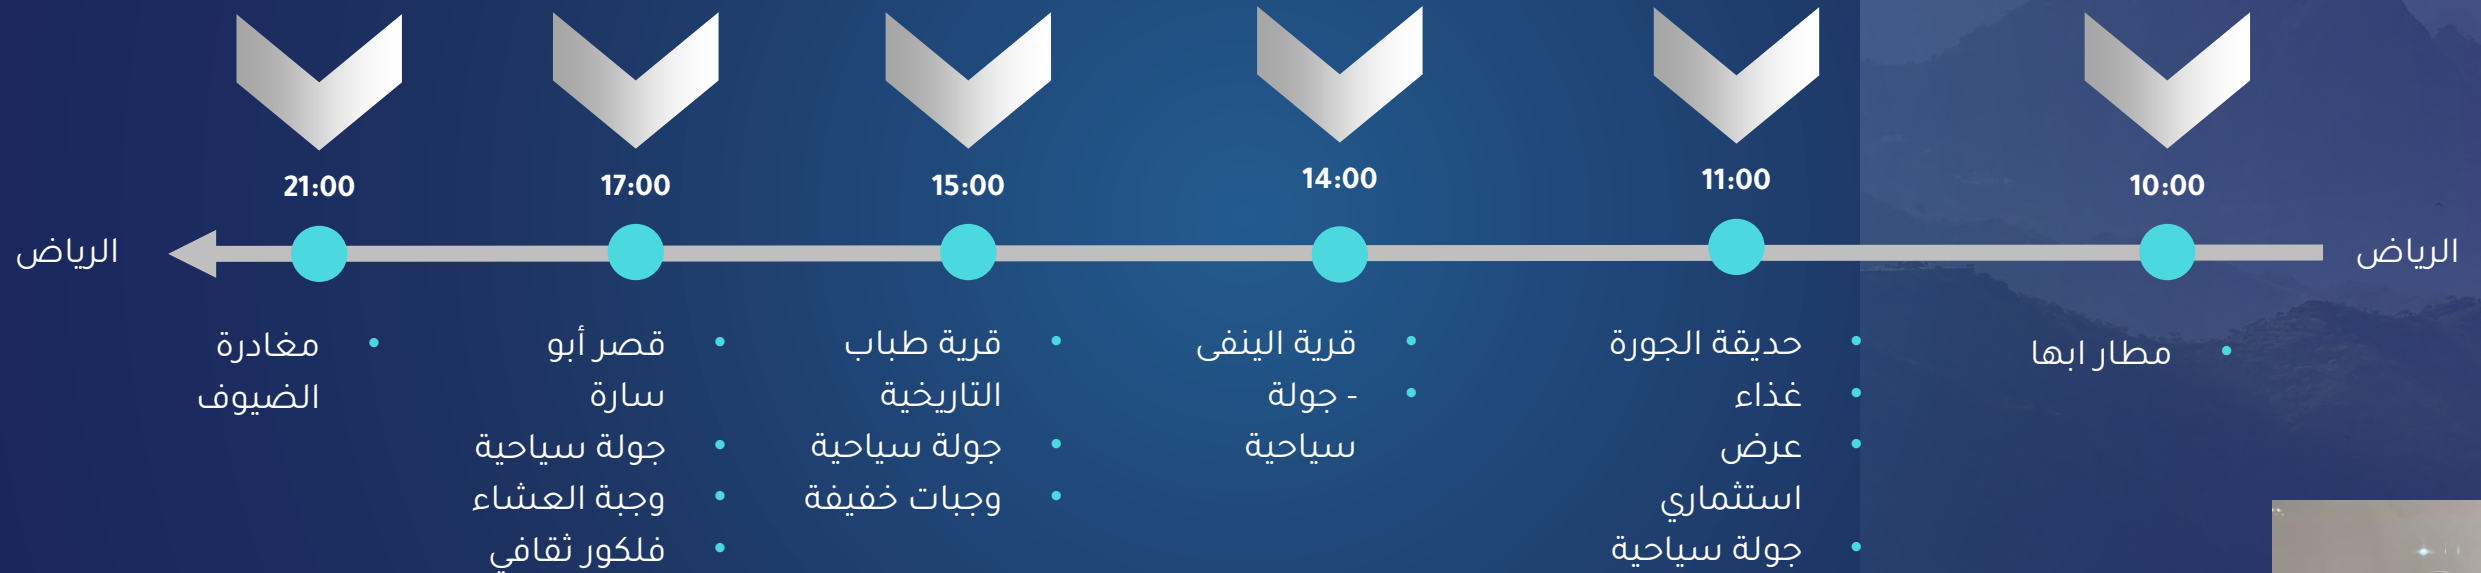 الرياض
10:00
• مطار ابها
11:00
• حديقة الجورة
• غذاء
• عرض
استثماري
• جولة سياحية
14:00
• قرية الينفى
• - جولة
سياحية
15:00
• قرية طباب
التاريخية
• جولة سياحية
• وجبات خفيفة
17:00
• قصر أبو
سارة
• جولة سياحية
• وجبة العشاء
• فلكور ثقافي
21:00
• مغادرة
الضيوف
الرياض